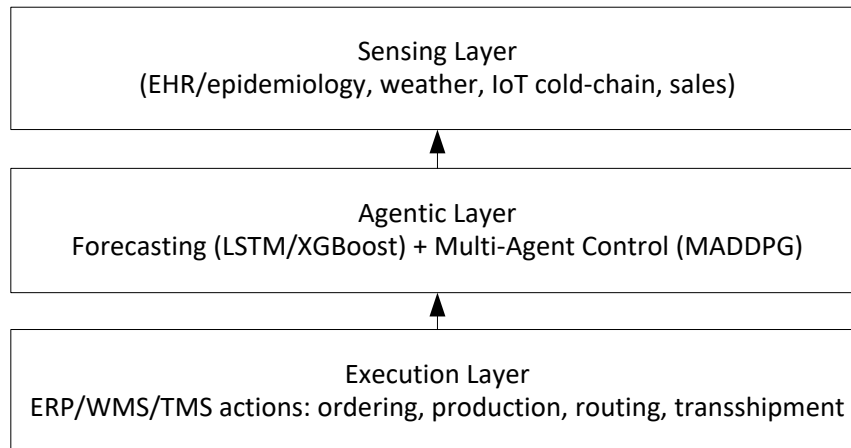 Sensing Layer
(EHR/epidemiology, weather, IoT cold-chain, sales)
Agentic Layer
Forecasting (LSTM/XGBoost) + Multi-Agent Control (MADDPG)
Execution Layer
ERP/WMS/TMS actions: ordering, production, routing, transshipment